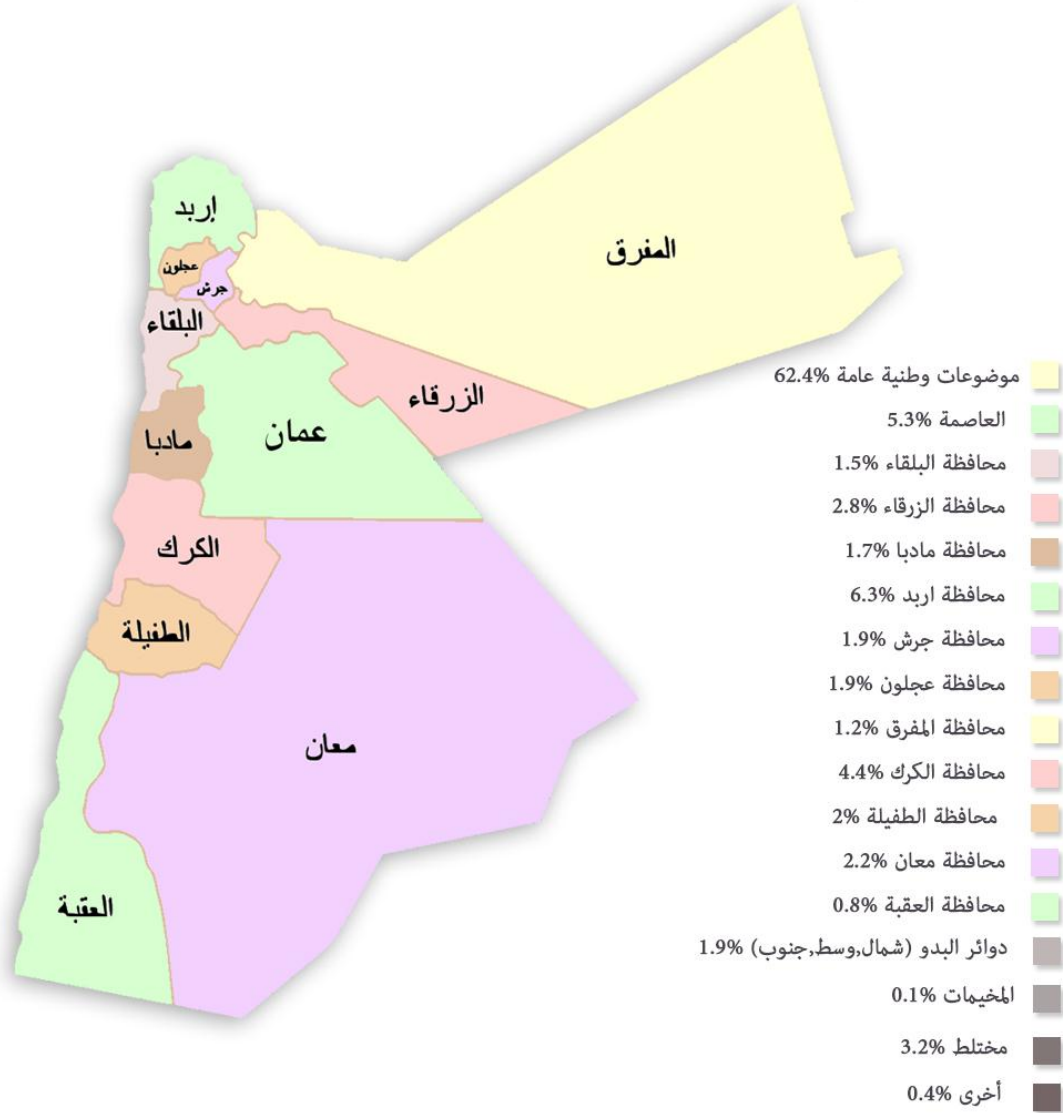 إربد
عجلون
جرش
المفرق
البلقاء
الزرقاء
عمان
مادبا
الكرك
الطفيلة
معان
العقبة
موضوعات وطنية عامة 62.4%
العاصمة 5.3%
محافظة البلقاء 1.5%
محافظة الزرقاء 2.8%
محافظة مادبا 1.7%
محافظة اربد 6.3%
محافظة جرش 1.9%
محافظة عجلون 1.9%
محافظة المفرق 1.2%
محافظة الكرك 4.4%
محافظة الطفيلة 2%
محافظة معان 2.2%
محافظة العقبة 0.8%
دوائر البدو (شمال,وسط,جنوب) 1.9%
المخيمات 0.1%
مختلط 3.2%
أخرى 0.4%